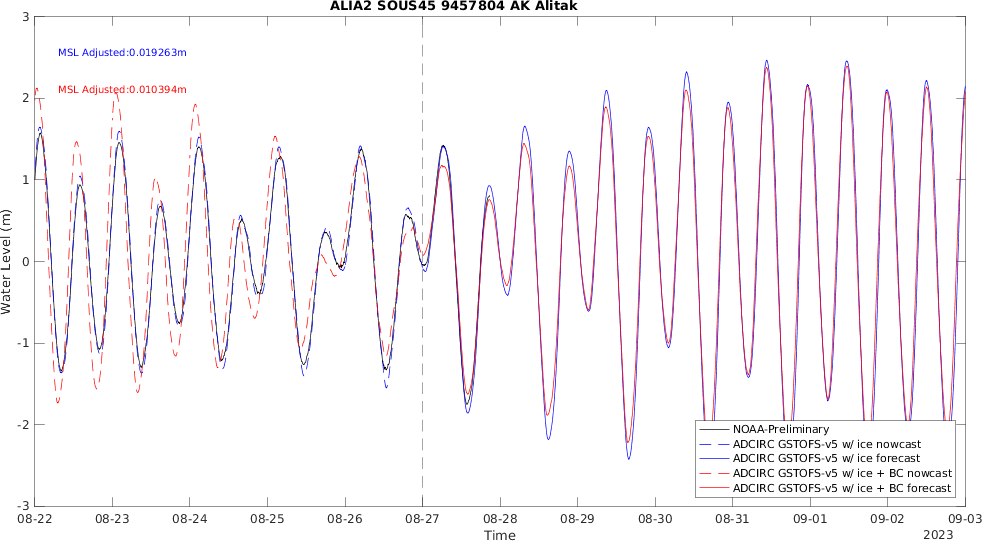 ALIA2 SOUS45 9457804 AK Alitak
3
MSL Adjusted:0.019263m
MSL Adjusted:0.010394m
2
1
0
-1
-2
-3
Water Level (m)
NOAA-Preliminary
ADCIRC GSTOFS-v5 w/ ice nowcast
ADCIRC GSTOFS-v5 w/ ice forecast
ADCIRC GSTOFS-v5 w/ ice + BC nowcast
ADCIRC GSTOFS-v5 w/ ice + BC forecast
08-22 08-23 08-24 08-25 08-26 08-27 08-28 08-29 08-30 08-31 09-01 09-02 09-03
Time
2023